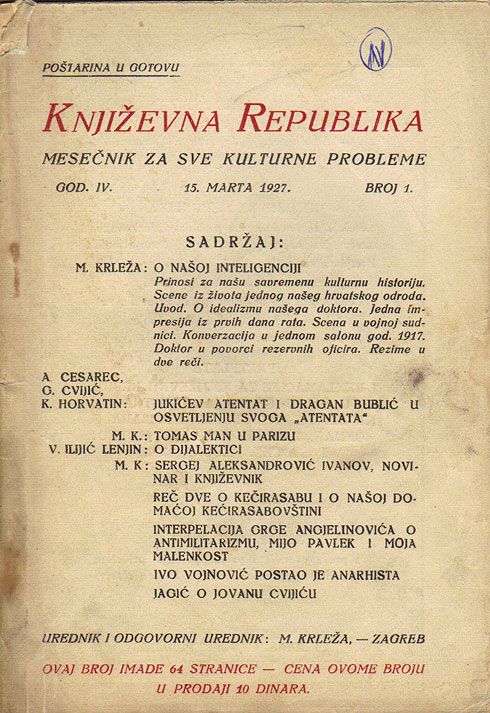 POŠTARINA U GOTOVU
KNJIŽEVNA REPUBLIKA
MESEČNIK ZA SVE KULTURNE PROBLEME
GOD. IV. 15. MARTA 1927. BROJ 1.
SADRŽAJ:
M. KRLEŽA: O NAŠOJ INTELIGENCIJI
Prinosi za našu savremenu kulturnu historiju.
Scene iz života jednog našeg hrvatskog odroda.
Uvod. O idealizmu našega doktora. Jedna im-
presija iz prvih dana rata. Scena u vojnoj sud-
nici. Konverzacija u jednom salonu god. 1917.
Doktor u povorci rezervnih oficira. Rezime u
dve reči.
A. CESAREC,
G. CVIJIĆ,
K. HORVATIN: JUKIĆEV ATENTAT I DRAGAN BUBLIĆ U
OSVETLJENJU SVOGA „ATENTATA“
M. K.: TOMAS MAN U PARIZU
V. ILIJIĆ LENJIN: O DIJALEKTICI
M. K: SERGEJ ALEKSANDROVIĆ IVANOV, NOVI-
NAR I KNJIŽEVNIK
REČ DVE O KEČIRASABU I O NAŠOJ DO-
MAĆOJ KEĆIRASABOVŠTINI
INTERPELACIJA GRGE ANGJELINOVIĆA O
ANTIMILITARIZMU, MIJO PAVLEK I MOJA
MALENKOST
IVO VOJNOVIĆ POSTAO JE ANARHISTA
JAGIĆ O JOVANU CVIJIĆU
UREDNIK I ODGOVORNI UREDNIK: M. KRLEŽA, — ZAGREB
OVAJ BROJ IMADE 64 STRANICE — CENA OVOME BROJU
U PRODAJI 10 DINARA.